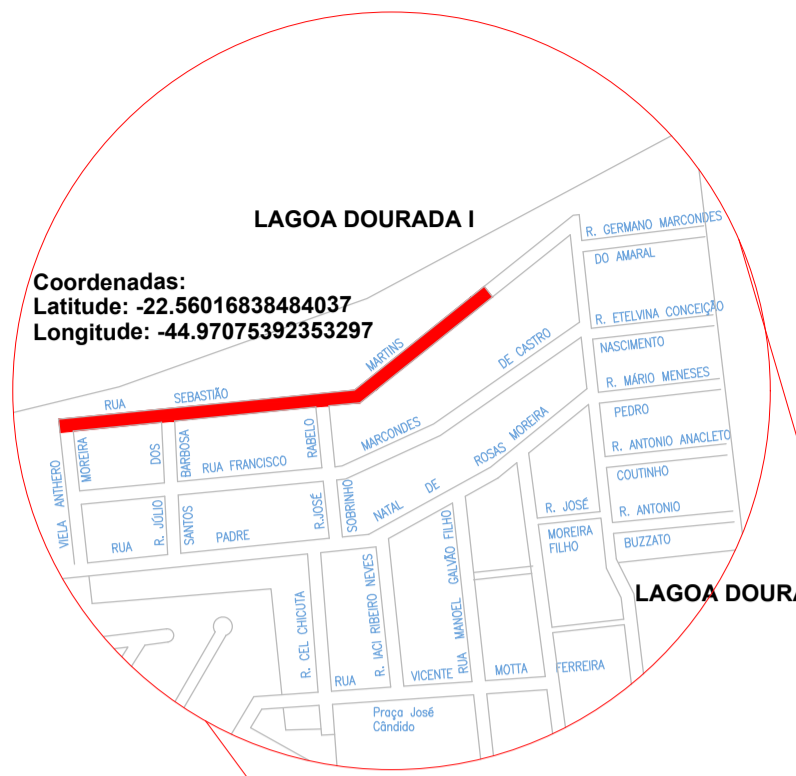 LAGOA DOURADA I
Coordenadas:
Latitude: -22.56016838484037
Longitude: -44.97075392353297
R. GERMANO MARCONDES
DO AMARAL
R. ETELVINA CONCEIÇÃO
NASCIMENTO
R. MÁRIO MENESES
PEDRO
R. ANTONIO ANACLETO
COUTINHO
R. ANTONIO
BUZZATO
RUA SEBASTIÃO MARTINS
RUA FRANCISCO MARCONDES DE CASTRO
RUA PADRE NATAL DE ROSAS MOREIRA
VIELA ANTHERO
MOREIRA
R. JÚLIO DOS
SANTOS BARBOSA
R.JOSÉ RABELO
SOBRINHO
R. JOSÉ
MOREIRA
FILHO
LAGOA DOURA
R. CEL CHICUTA
R. IACI RIBEIRO NEVES
RUA MANOEL GALVÃO FILHO
RUA VICENTE MOTTA FERREIRA
Praça José
Cândido